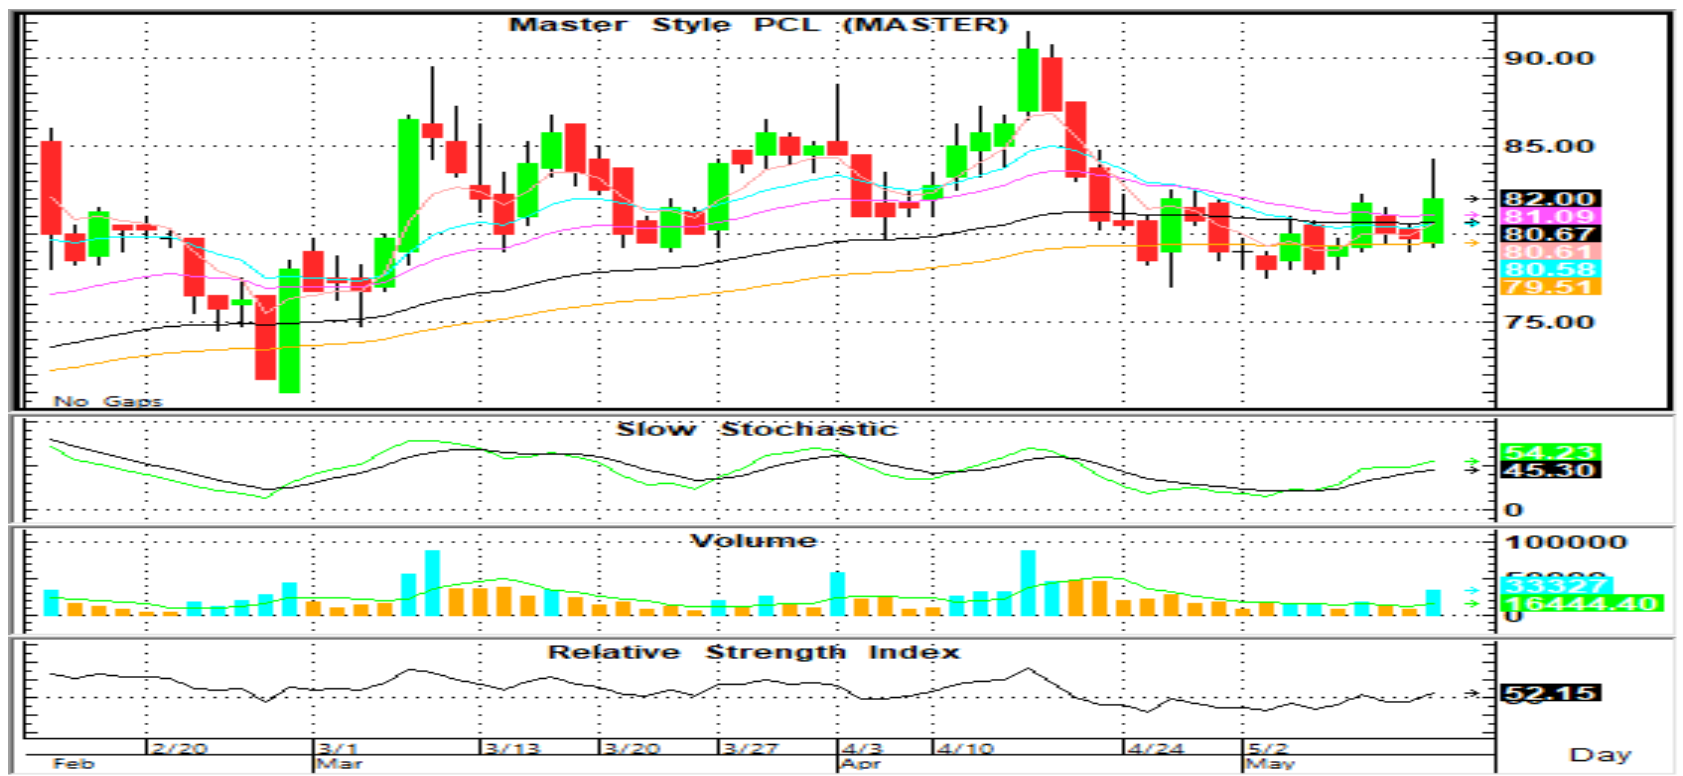 Master Style PCL (MASTER)
90.00
85.00
82.00
81.09
80.67
80.61
80.58
79.51
75.00
No Gaps
Slow Stochastic
54.23
45.30
0
Volume
100000
33327
16444.40
0
Relative Strength Index
52.15
2/20 3/1 3/13 3/20 3/27 4/3 4/10 4/24 5/2
Feb Mar Apr May
Day